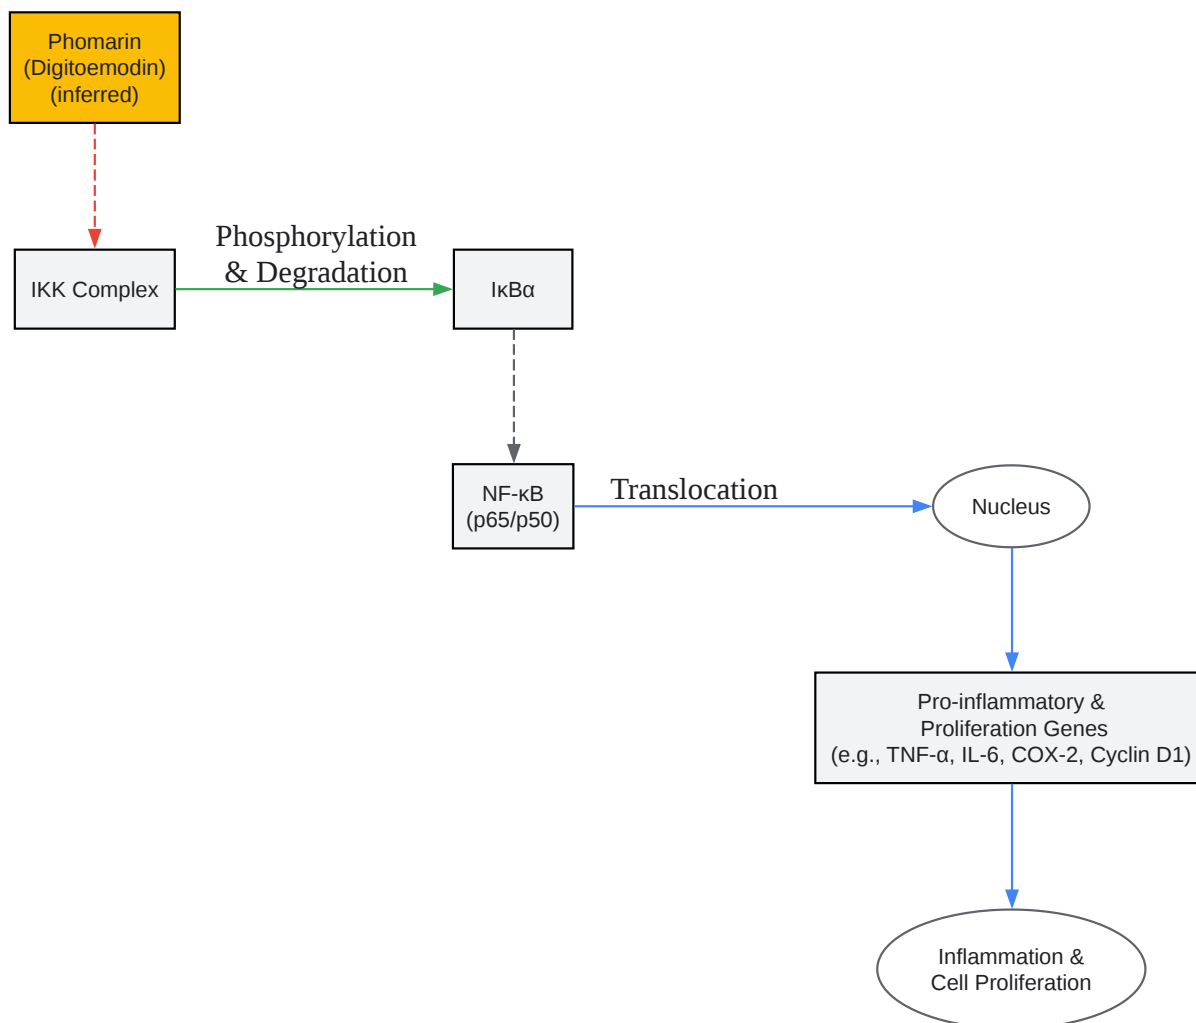 Phomarin
(Digitoemodin)
(inferred)
Phosphorylation
& Degradation
IKK Complex
IκBα
NF-κB
(p65/p50)
Translocation
Nucleus
Pro-inflammatory &
Proliferation Genes
(e.g., TNF-α, IL-6, COX-2, Cyclin D1)
Inflammation &
Cell Proliferation